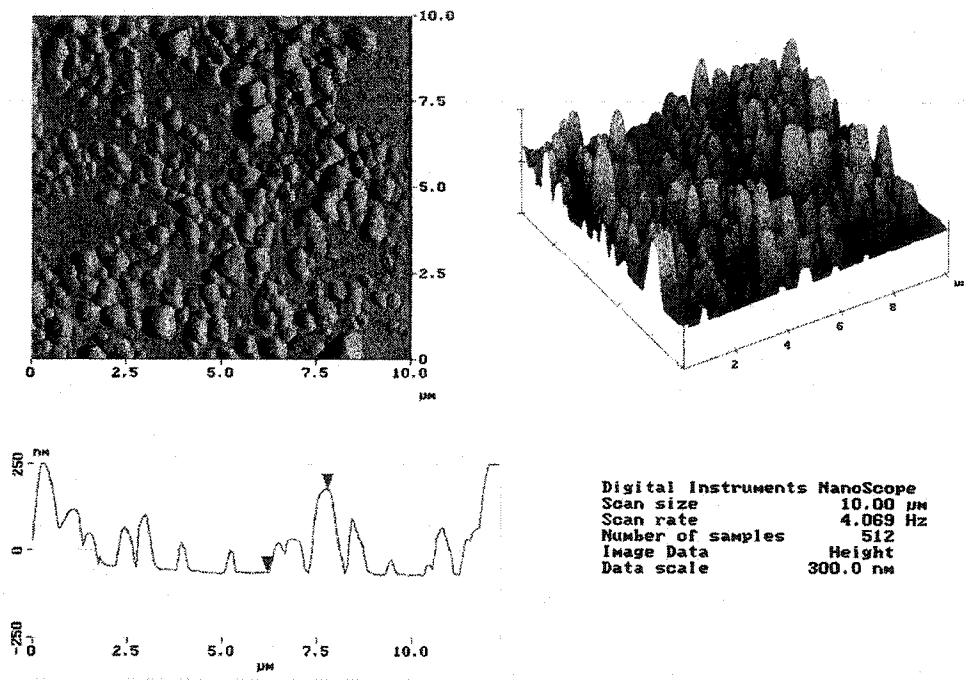 10.0
7.5
5.0
2.5
0
0 2.5 5.0 7.5 10.0
μm
2 4 6 8
nm
250
0
-250
0 2.5 5.0 7.5 10.0
μm
Digital Instruments NanoScope
Scan size 10.00 μm
Scan rate 4.069 Hz
Number of samples 512
Image Data Height
Data scale 300.0 nm